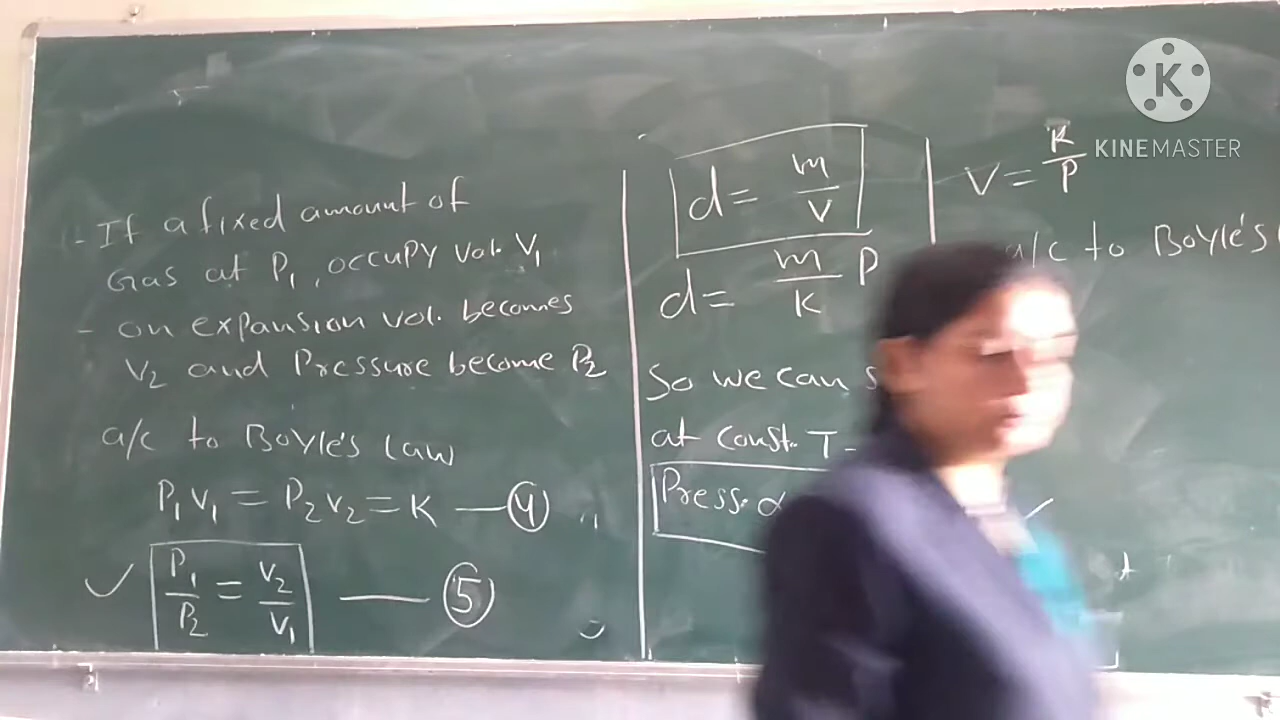 - If a fixed amount of
Gas at P₁, occupy vol. V₁
- on expansion vol. becomes
V₂ and Pressure become P₂
a/c to Boyle's Law
P₁V₁ = P₂V₂ = K — ④
P₁/P₂ = V₂/V₁ — ⑤
d = m/V
d = m/K P
So we can
at const. T -
Press. α
V = K/P
a/c to Boyle's
K
KINEMASTER